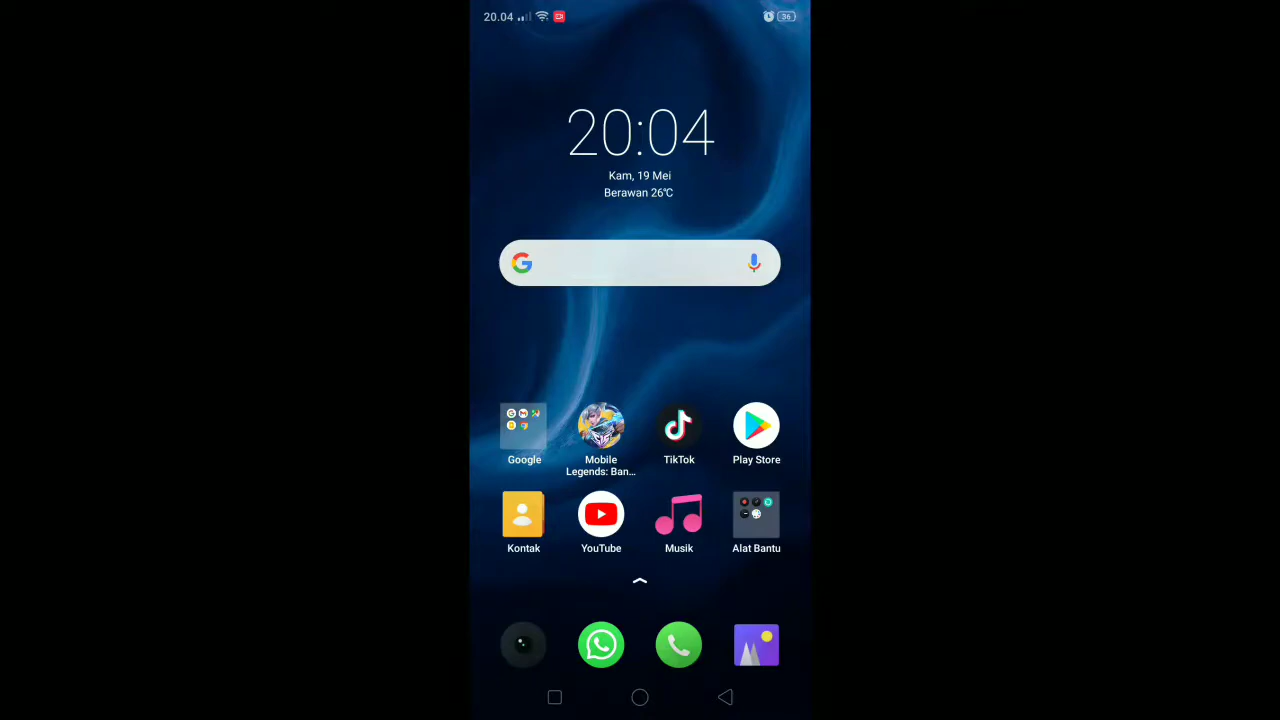 20.04
36
20:04
Kam, 19 Mei
Berawan 26℃
Google
Mobile
Legends: Ban...
TikTok
Play Store
Kontak
YouTube
Musik
Alat Bantu